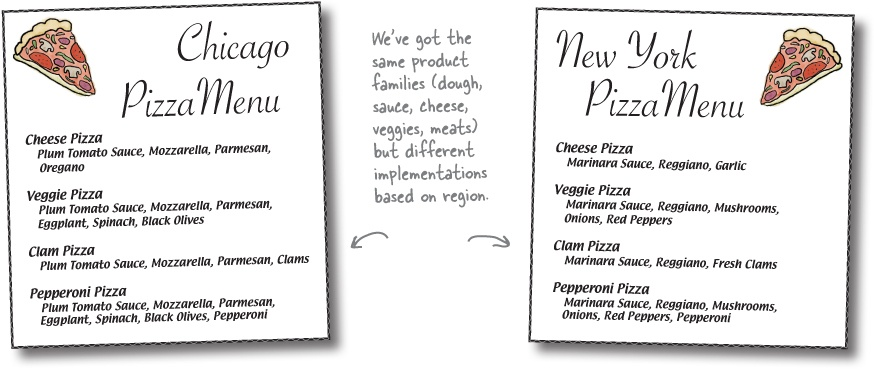 Chicago
PizzaMenu
Cheese Pizza
Plum Tomato Sauce, Mozzarella, Parmesan,
Oregano
Veggie Pizza
Plum Tomato Sauce, Mozzarella, Parmesan,
Eggplant, Spinach, Black Olives
Clam Pizza
Plum Tomato Sauce, Mozzarella, Parmesan, Clams
Pepperoni Pizza
Plum Tomato Sauce, Mozzarella, Parmesan,
Eggplant, Spinach, Black Olives, Pepperoni
We've got the
same product
families (dough,
sauce, cheese,
veggies, meats)
but different
implementations
based on region.
New York
PizzaMenu
Cheese Pizza
Marinara Sauce, Reggiano, Garlic
Veggie Pizza
Marinara Sauce, Reggiano, Mushrooms,
Onions, Red Peppers
Clam Pizza
Marinara Sauce, Reggiano, Fresh Clams
Pepperoni Pizza
Marinara Sauce, Reggiano, Mushrooms,
Onions, Red Peppers, Pepperoni